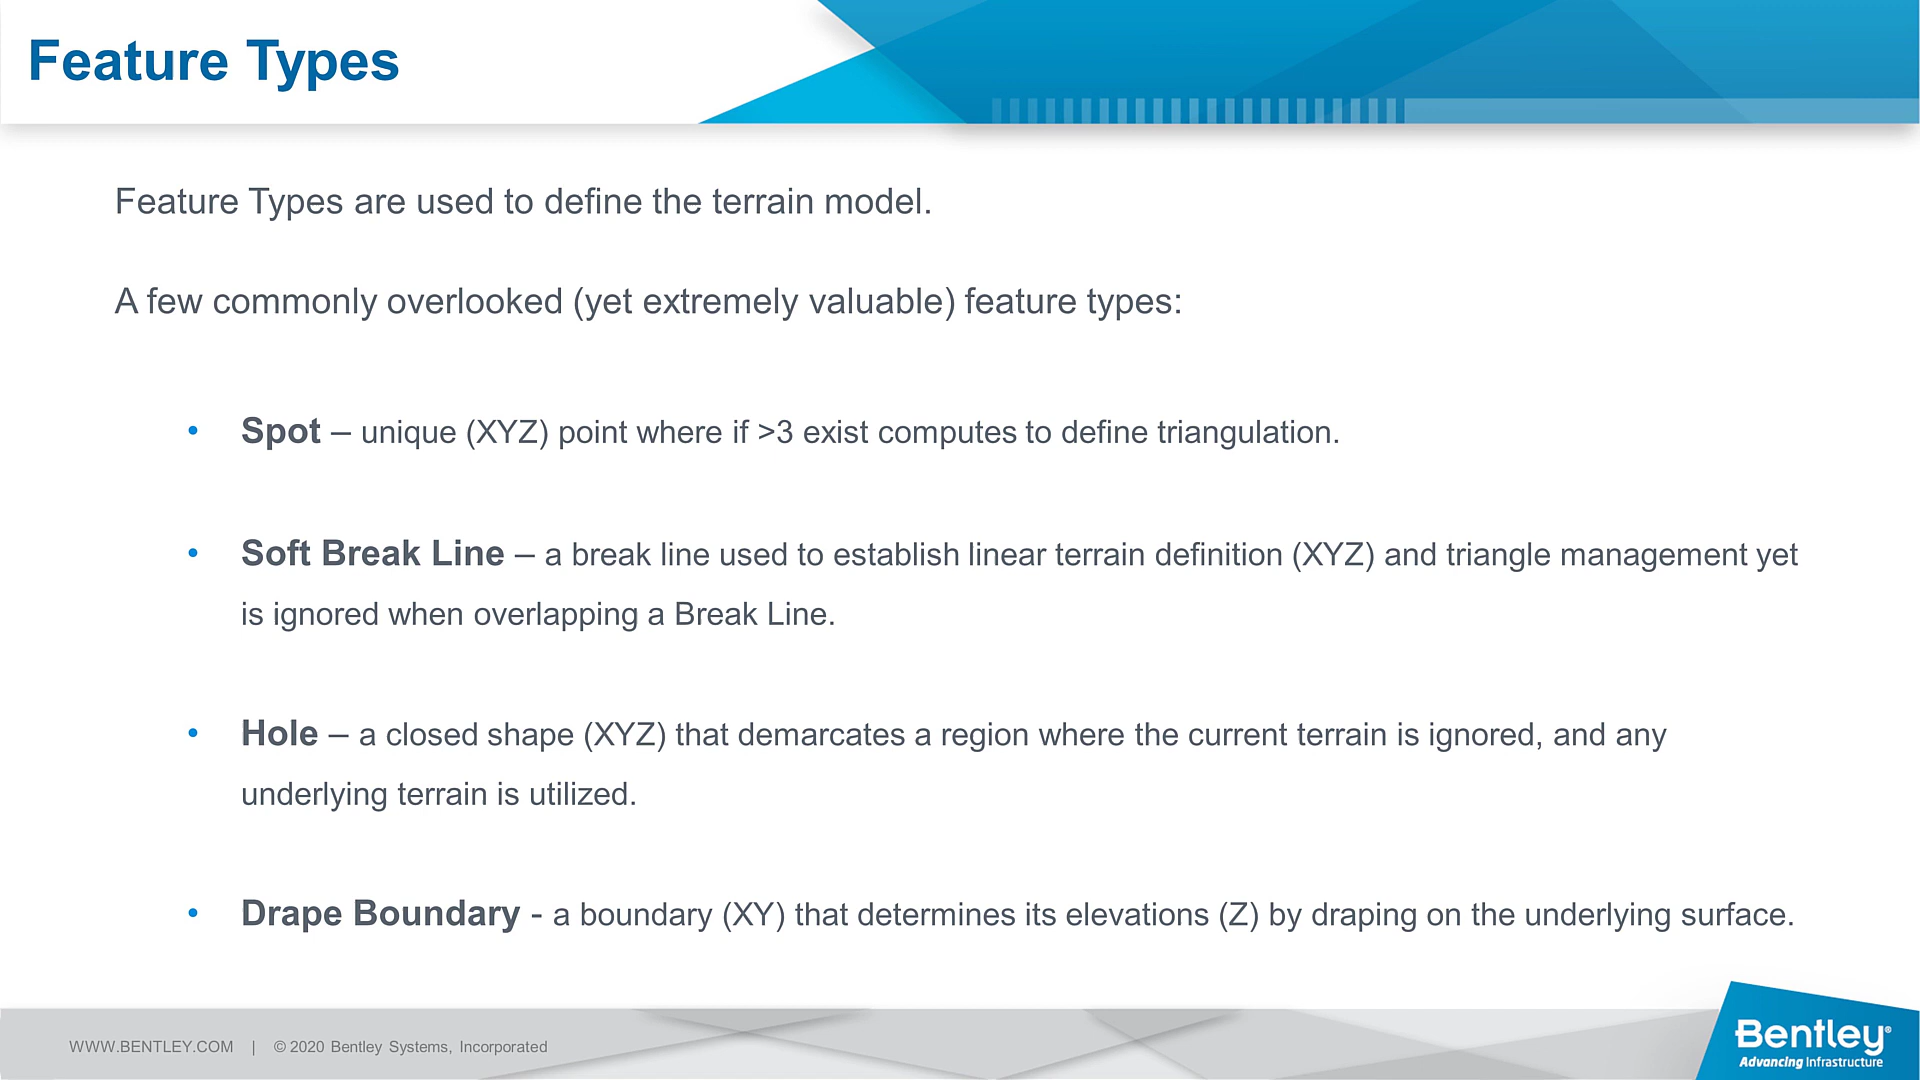 Feature Types
Feature Types are used to define the terrain model.
A few commonly overlooked (yet extremely valuable) feature types:
• Spot – unique (XYZ) point where if >3 exist computes to define triangulation.
• Soft Break Line – a break line used to establish linear terrain definition (XYZ) and triangle management yet
is ignored when overlapping a Break Line.
• Hole – a closed shape (XYZ) that demarcates a region where the current terrain is ignored, and any
underlying terrain is utilized.
• Drape Boundary - a boundary (XY) that determines its elevations (Z) by draping on the underlying surface.
WWW.BENTLEY.COM | © 2020 Bentley Systems, Incorporated
Bentley®
Advancing Infrastructure